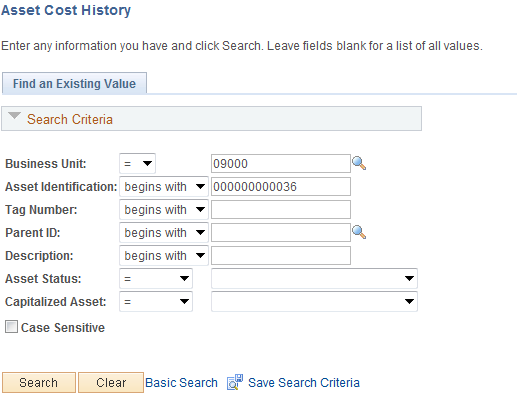 Asset Cost History
Enter any information you have and click Search. Leave fields blank for a list of all values.
Find an Existing Value
Search Criteria
Business Unit: = 09000
Asset Identification: begins with 000000000036
Tag Number: begins with
Parent ID: begins with
Description: begins with
Asset Status: =
Capitalized Asset: =
Case Sensitive
Search Clear Basic Search Save Search Criteria